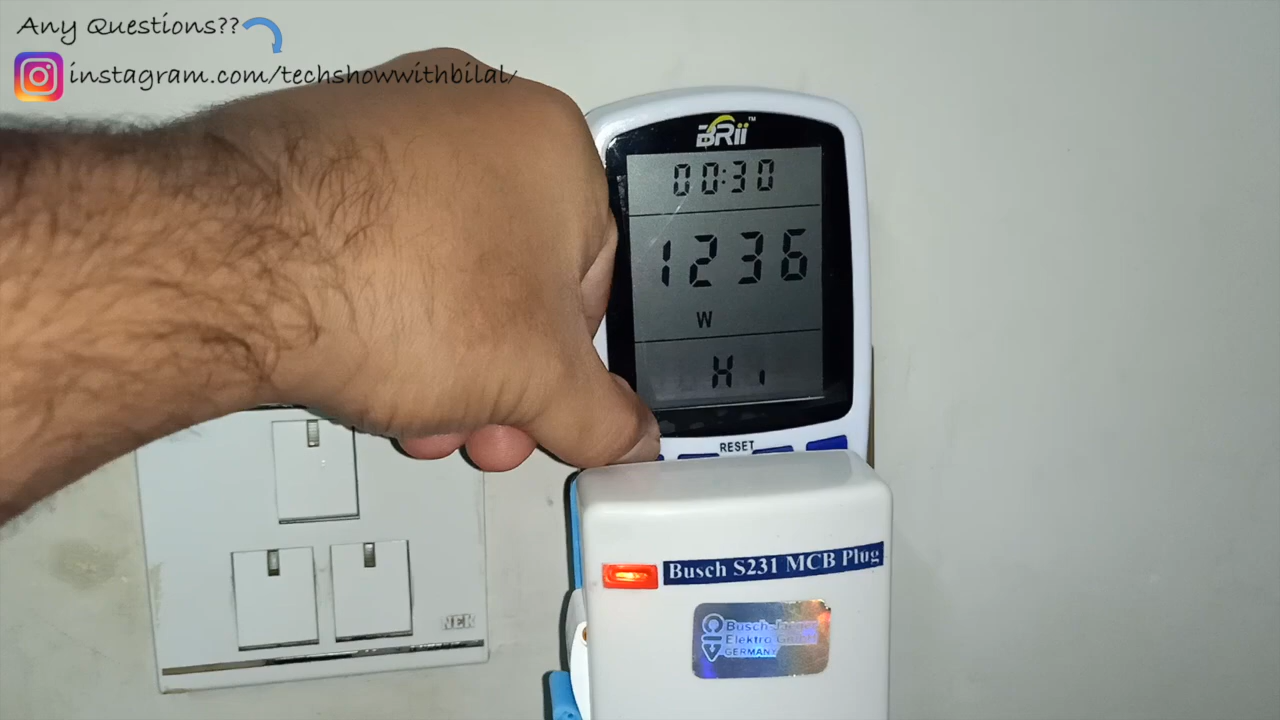 Any Questions??
instagram.com/techshowwithbilal/
BRii™
00:30
1236
W
Hi
RESET
Busch S231 MCB Plug
Busch-Jaeger
Elektro GmbH
GERMANY
NEK